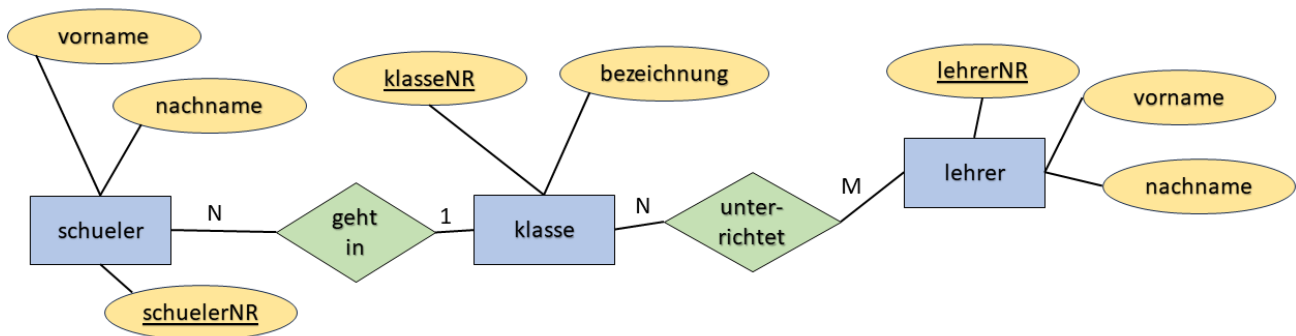 vorname
nachname
schueler
schuelerNR
N
geht
in
1
klasseNR
bezeichnung
klasse
N
unter-
richtet
M
lehrerNR
vorname
lehrer
nachname